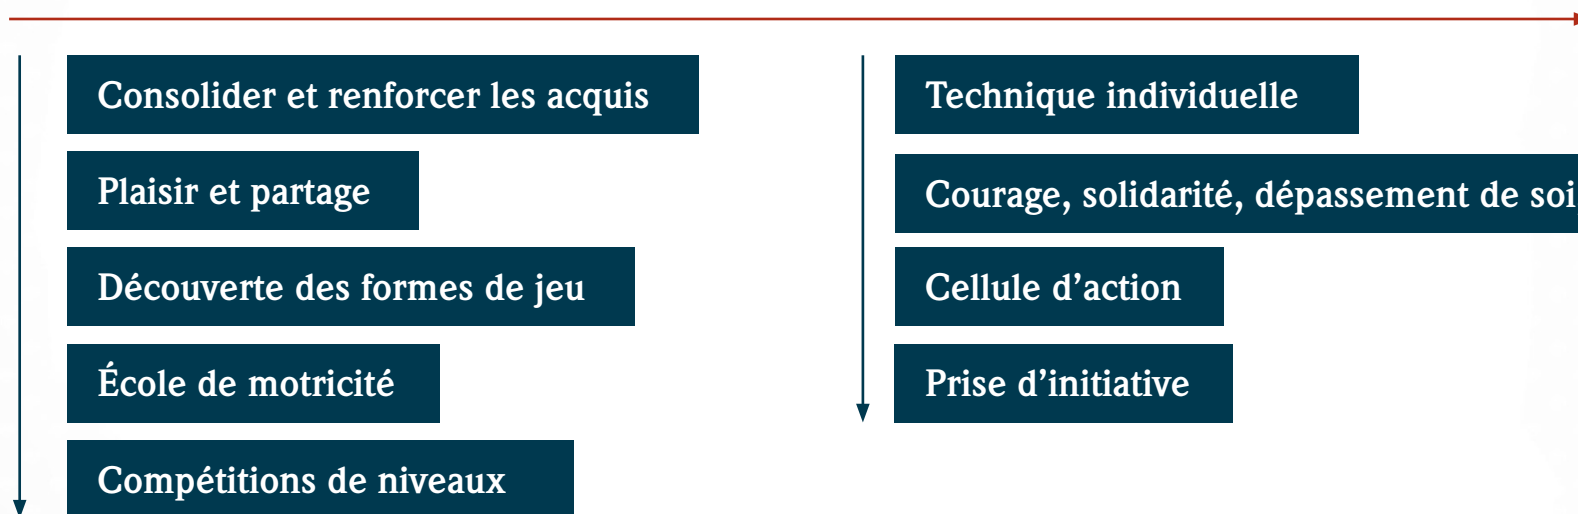 Consolider et renforcer les acquis
Plaisir et partage
Découverte des formes de jeu
École de motricité
Compétitions de niveaux
Technique individuelle
Courage, solidarité, dépassement de soi
Cellule d’action
Prise d’initiative